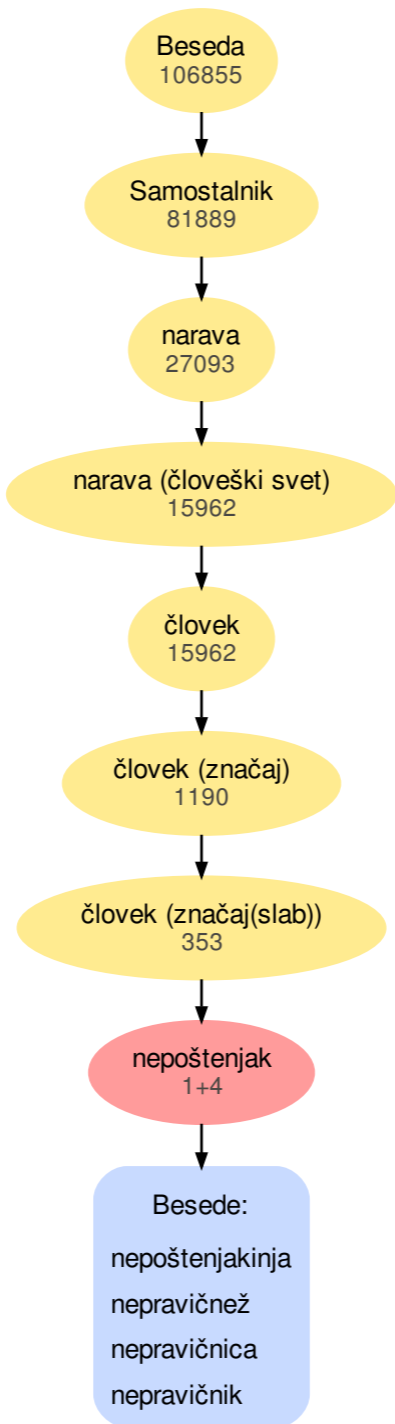 Beseda
106855
Samostalnik
81889
narava
27093
narava (človeški svet)
15962
človek
15962
človek (značaj)
1190
človek (značaj(slab))
353
nepoštenjak
1+4
Besede:
nepoštenjakinja
nepravičnež
nepravičnica
nepravičnik